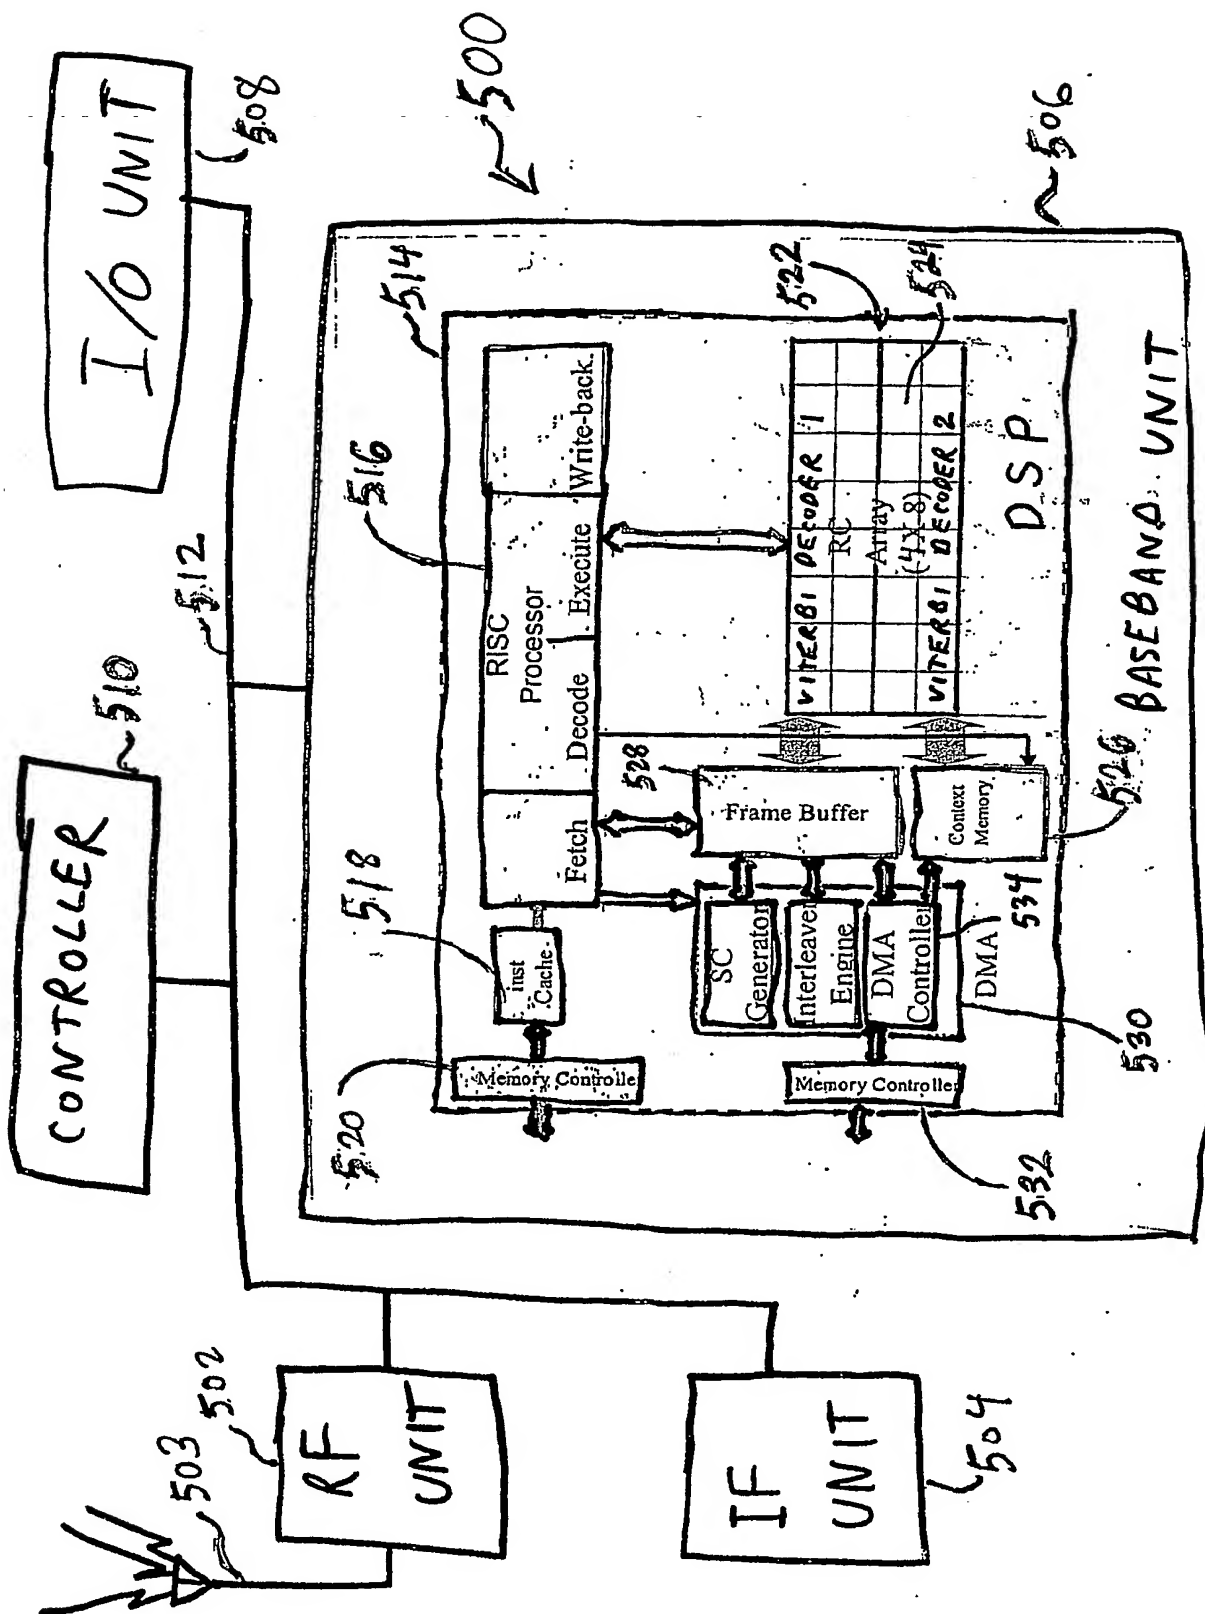 CONTROLLER
510
I/O UNIT
508
512
500
503
502
RF
UNIT
IF
UNIT
504
506
514
516
RISC
Processor
Fetch
Decode
Execute
Write-back
518
Inst
Cache
520
Memory Controlle
528
Frame Buffer
SC
Generator
Interleaver
Engine
DMA
Controller
DMA
534
530
Memory Controller
532
Context
Memory
526
522
524
VITERBI DECODER 1
RC
Array
(4X8)
VITERBI DECODER 2
DSP
BASEBAND UNIT